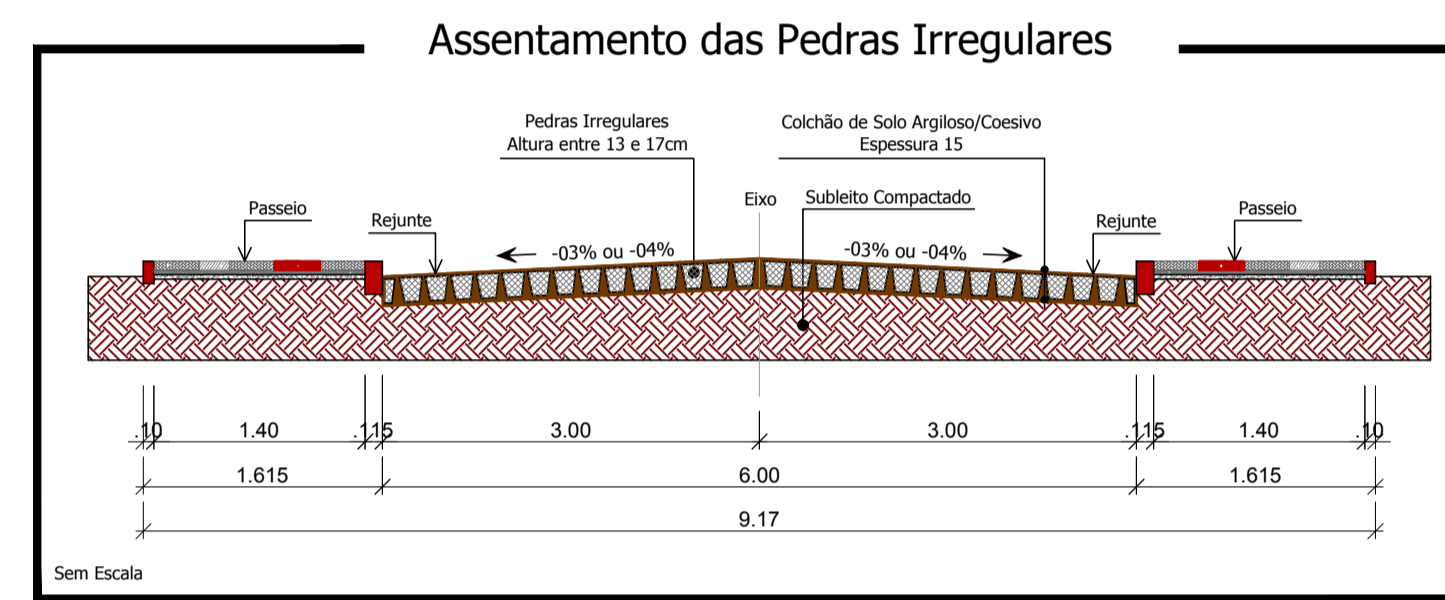 Assentamento das Pedras Irregulares
Pedras Irregulares
Altura entre 13 e 17cm
Colchão de Solo Argiloso/Coesivo
Espessura 15
Passeio
Rejunte
Eixo
Subleito Compactado
Rejunte
Passeio
-03% ou -04%
-03% ou -04%
.10
1.40
.115
3.00
3.00
.115
1.40
.10
1.615
6.00
1.615
9.17
Sem Escala